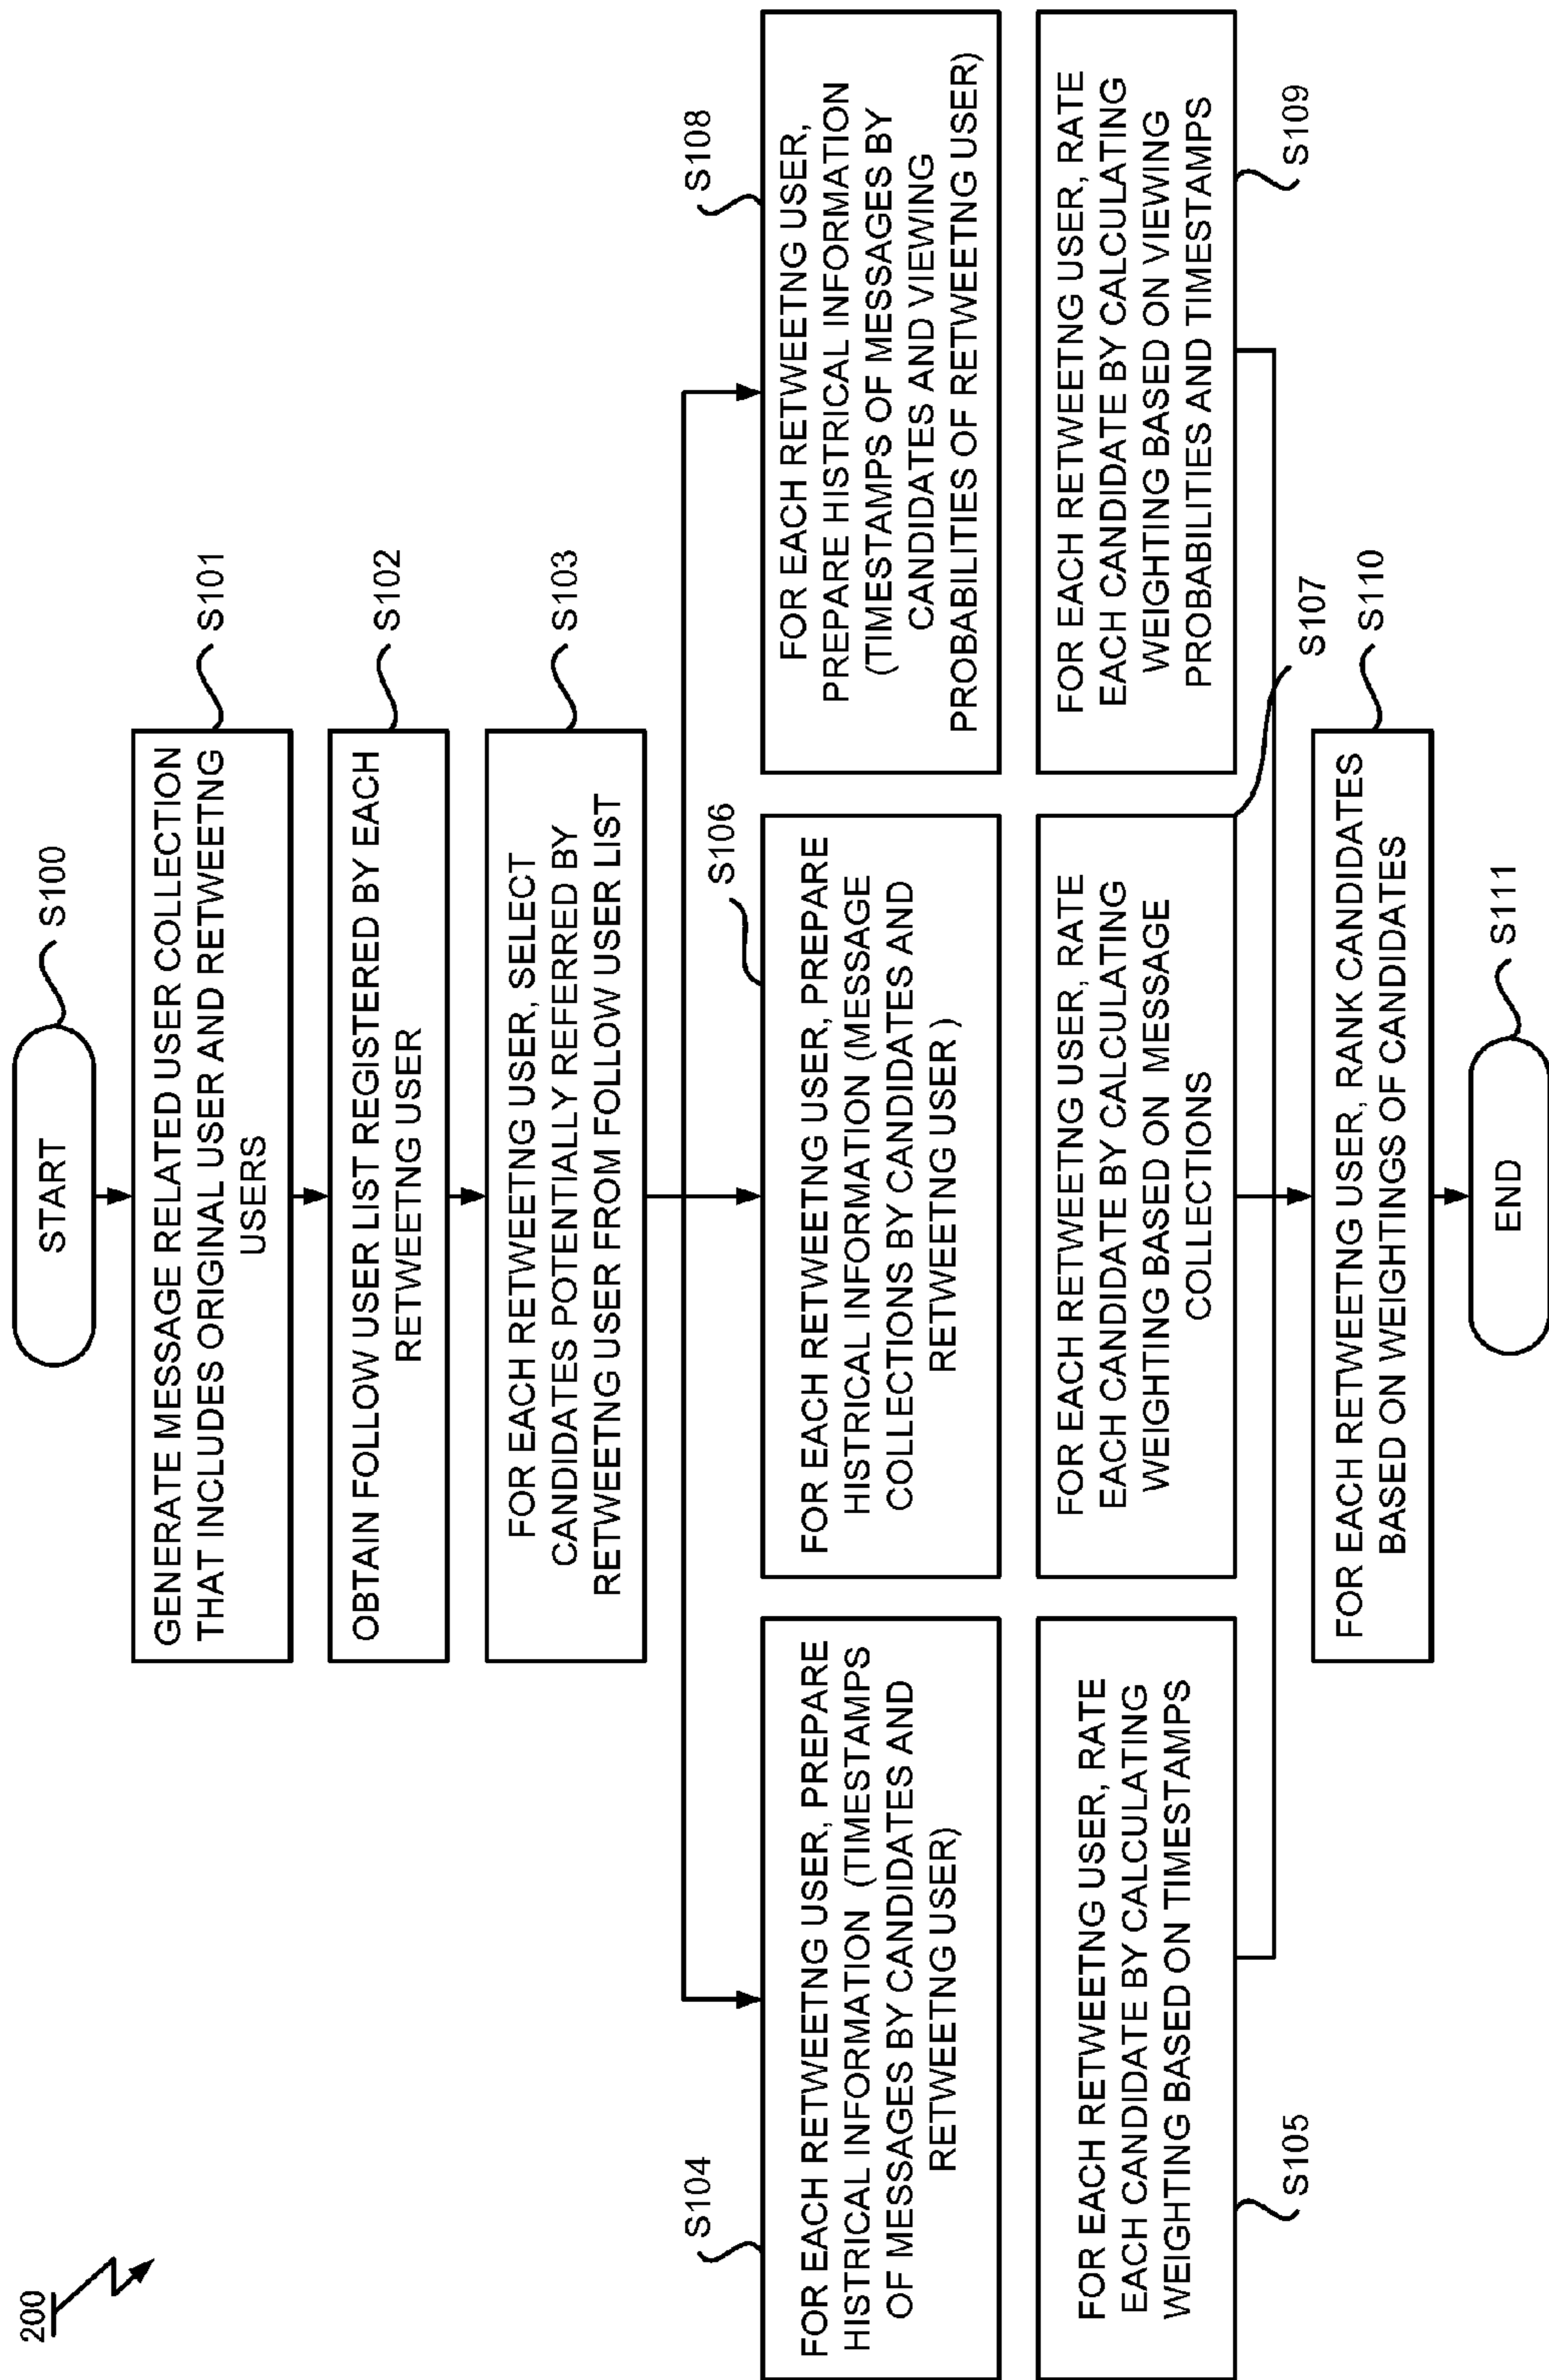 200
START
S100
GENERATE MESSAGE RELATED USER COLLECTION
THAT INCLUDES ORIGINAL USER AND RETWEETNG
USERS
S101
OBTAIN FOLLOW USER LIST REGISTERED BY EACH
RETWEETNG USER
S102
FOR EACH RETWEETNG USER, SELECT
CANDIDATES POTENTIALLY REFERRED BY
RETWEETNG USER FROM FOLLOW USER LIST
S103
S104
FOR EACH RETWEETNG USER, PREPARE
HISTRICAL INFORMATION (TIMESTAMPS
OF MESSAGES BY CANDIDATES AND
RETWEETNG USER)
FOR EACH RETWEETNG USER, RATE
EACH CANDIDATE BY CALCULATING
WEIGHTING BASED ON TIMESTAMPS
S105
S106
FOR EACH RETWEETNG USER, PREPARE
HISTRICAL INFORMATION (MESSAGE
COLLECTIONS BY CANDIDATES AND
RETWEETNG USER )
FOR EACH RETWEETNG USER, RATE
EACH CANDIDATE BY CALCULATING
WEIGHTING BASED ON MESSAGE
COLLECTIONS
S107
S108
FOR EACH RETWEETNG USER,
PREPARE HISTRICAL INFORMATION
(TIMESTAMPS OF MESSAGES BY
CANDIDATES AND VIEWING
PROBABILITIES OF RETWEETNG USER)
FOR EACH RETWEETNG USER, RATE
EACH CANDIDATE BY CALCULATING
WEIGHTING BASED ON VIEWING
PROBABILITIES AND TIMESTAMPS
S109
FOR EACH RETWEETNG USER, RANK CANDIDATES
BASED ON WEIGHTINGS OF CANDIDATES
S110
END
S111